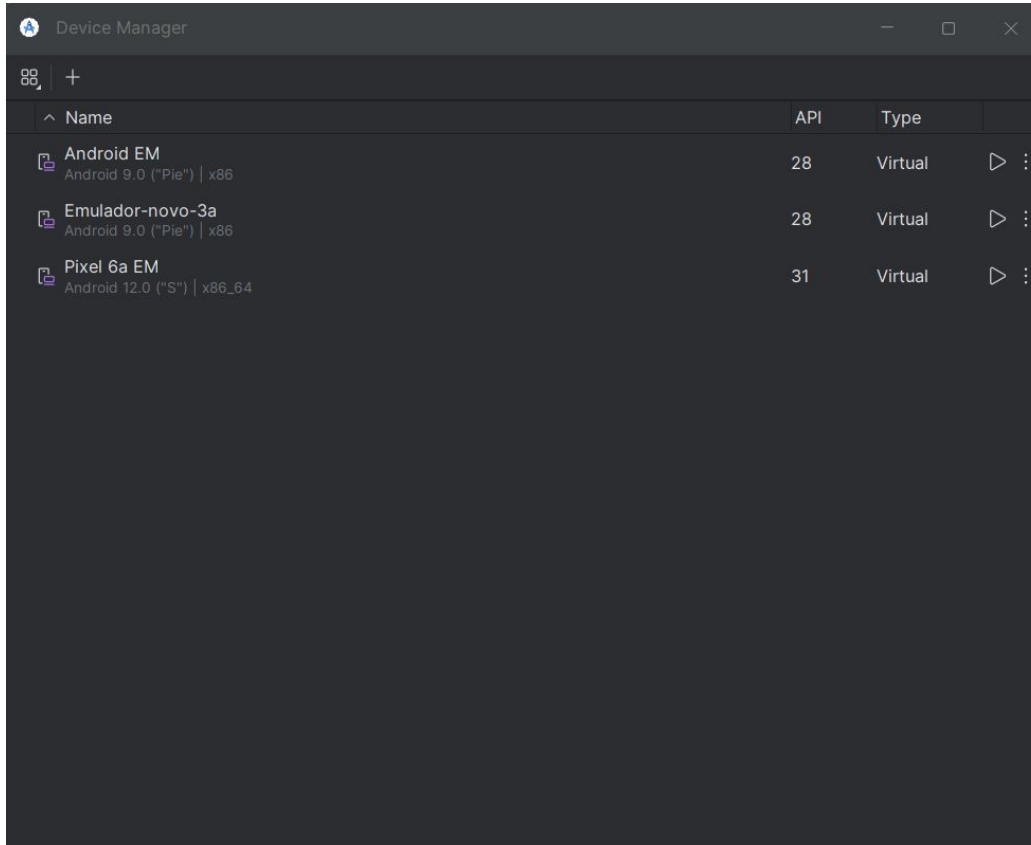 Device Manager
Name API Type
Android EM
Android 9.0 ("Pie") | x86
28 Virtual
Emulador-novo-3a
Android 9.0 ("Pie") | x86
28 Virtual
Pixel 6a EM
Android 12.0 ("S") | x86_64
31 Virtual